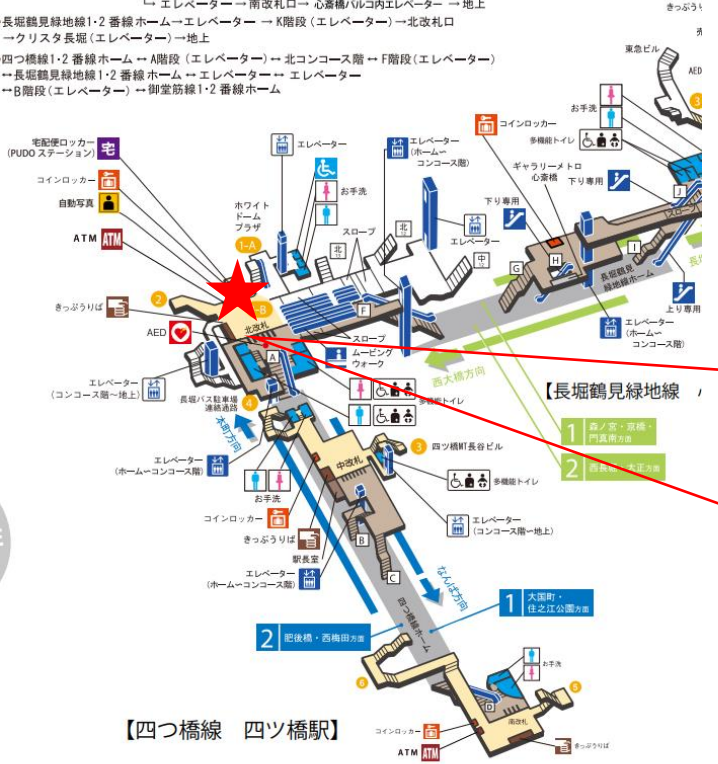 エレベーター → 南改札口 → 心斎橋パルコ内エレベーター → 地上
長堀鶴見緑地線1・2 番線ホーム→エレベーター → K階段 (エレベーター) →北改札口
→クリスタ長堀 (エレベーター)→地上
四つ橋線1・2 番線ホーム ↔ A階段 (エレベーター) ↔ 北コンコース階 ↔ F階段(エレベーター)
↔長堀鶴見緑地線1・2 番線 ホーム ↔ エレベーター ↔ エレベーター
↔B階段 (エレベーター) ↔御堂筋線1・2 番線ホーム
きっぷうり
東急ビル
AED
3
お手洗
多機能トイレ
コインロッカー
ギャラリーメトロ
心斎橋
下り専用
下り専用
J
スロープ
I
H
G
長堀鶴見
緑地線ホーム
上り専用
エレベーター
(ホーム〜
コンコース階)
宅配便ロッカー
(PUDO ステーション)
宅
コインロッカー
自動写真
ATM
ATM
きっぷうりば
AED
エレベーター
お手洗
ホワイト
ドーム
プラザ
1-A
-B
2
北改札
スロープ
北
北
中
エレベーター
(ホーム〜
コンコース階)
エレベーター
F
スロープ
ムービング
ウォーク
A
多機能トイレ
エレベーター
(コンコース階〜地上)
長堀バス駐車場
連絡通路
4
本町方向
西大橋方向
【長堀鶴見緑地線
1
森ノ宮・京橋・
門真南方面
2
西長堀・大正方面
エレベーター
(ホーム〜コンコース階)
お手洗
中改札
3
四ツ橋MT長谷ビル
多機能トイレ
コインロッカー
きっぷうりば
駅長室
エレベーター
(コンコース階〜地上)
エレベーター
(ホーム〜コンコース階)
B
C
なんば方向
四つ橋線ホーム
1
大国町・
住之江公園方面
2
肥後橋・西梅田方面
6
5
お手洗
D
南改札
コインロッカー
ATM
ATM
きっぷうりば
【四つ橋線 四ツ橋駅】